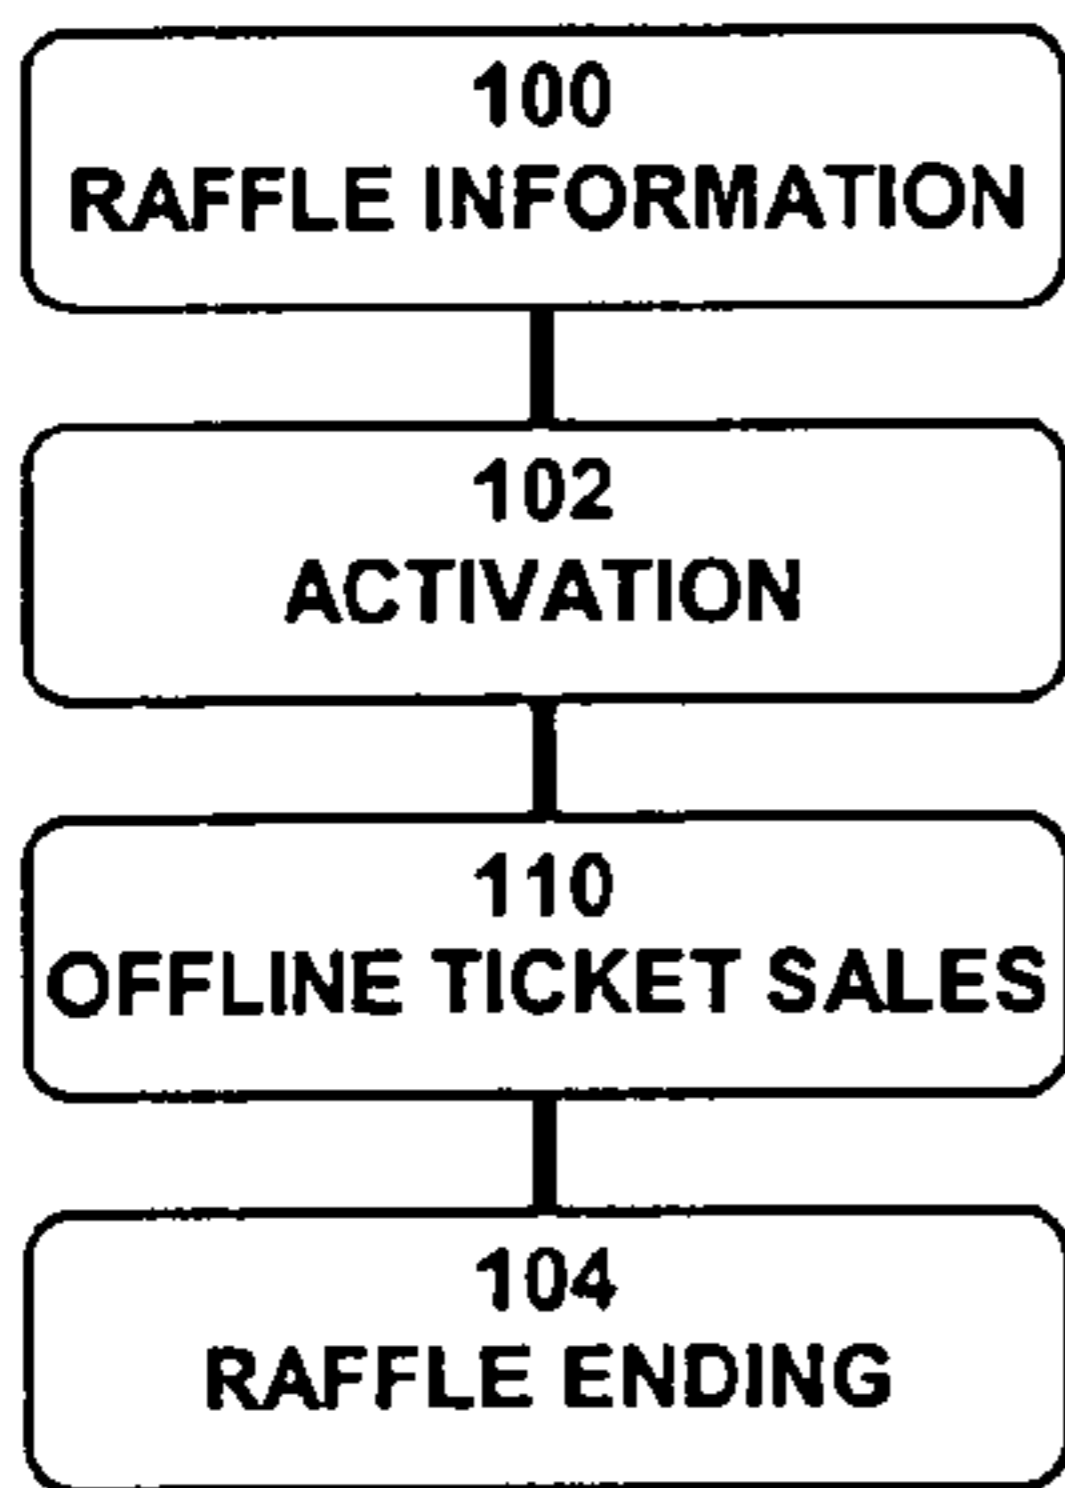 100
RAFFLE INFORMATION
102
ACTIVATION
110
OFFLINE TICKET SALES
104
RAFFLE ENDING